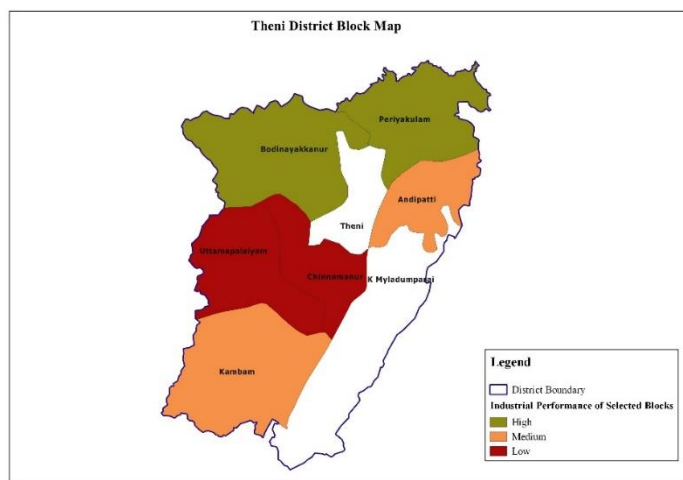 Theni District Block Map
Periyakulam
Bodinayakkanur
Andipatti
Theni
Uttamapalaiyam
Chinnamanur
K Myladumparai
Kambam
Legend
District Boundary
Industrial Performance of Selected Blocks
High
Medium
Low